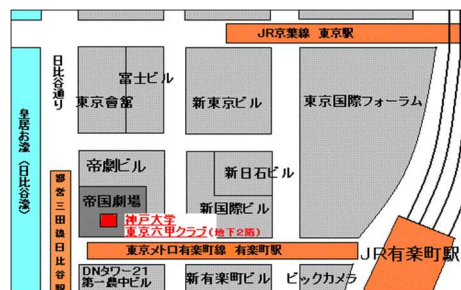 JR京葉線 東京駅
日比谷通り
富士ビル
東京會舘
新東京ビル
東京国際フォーラム
皇居お濠（日比谷濠）
帝劇ビル
新日石ビル
帝国劇場
都営三田線日比谷駅
神戸大学
東京六甲クラブ(地下2階)
新国際ビル
東京メトロ有楽町線 有楽町駅
JR有楽町駅
DNタワー21
第一農中ビル
新有楽町ビル
ビックカメラ